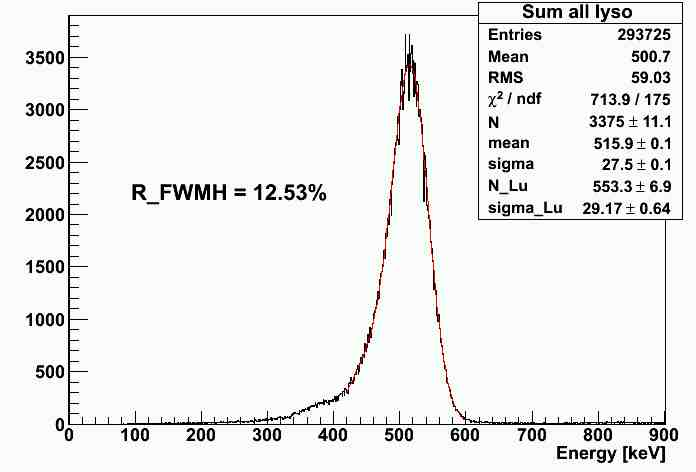 Sum all lyso
Entries 293725
Mean 500.7
RMS 59.03
χ² / ndf 713.9 / 175
N 3375 ± 11.1
mean 515.9 ± 0.1
sigma 27.5 ± 0.1
N_Lu 553.3 ± 6.9
sigma_Lu 29.17 ± 0.64
3500
3000
2500
R_FWMH = 12.53%
2000
1500
1000
500
0
0 100 200 300 400 500 600 700 800 900
Energy [keV]